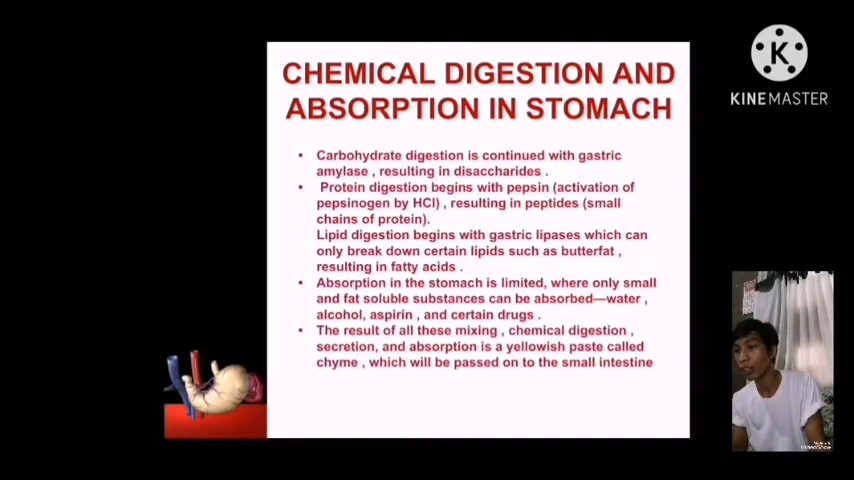 CHEMICAL DIGESTION AND
ABSORPTION IN STOMACH
• Carbohydrate digestion is continued with gastric
amylase , resulting in disaccharides .
• Protein digestion begins with pepsin (activation of
pepsinogen by HCl) , resulting in peptides (small
chains of protein).
Lipid digestion begins with gastric lipases which can
only break down certain lipids such as butterfat ,
resulting in fatty acids .
• Absorption in the stomach is limited, where only small
and fat soluble substances can be absorbed—water ,
alcohol, aspirin , and certain drugs .
• The result of all these mixing , chemical digestion ,
secretion, and absorption is a yellowish paste called
chyme , which will be passed on to the small intestine
K
KINEMASTER
VideoShow